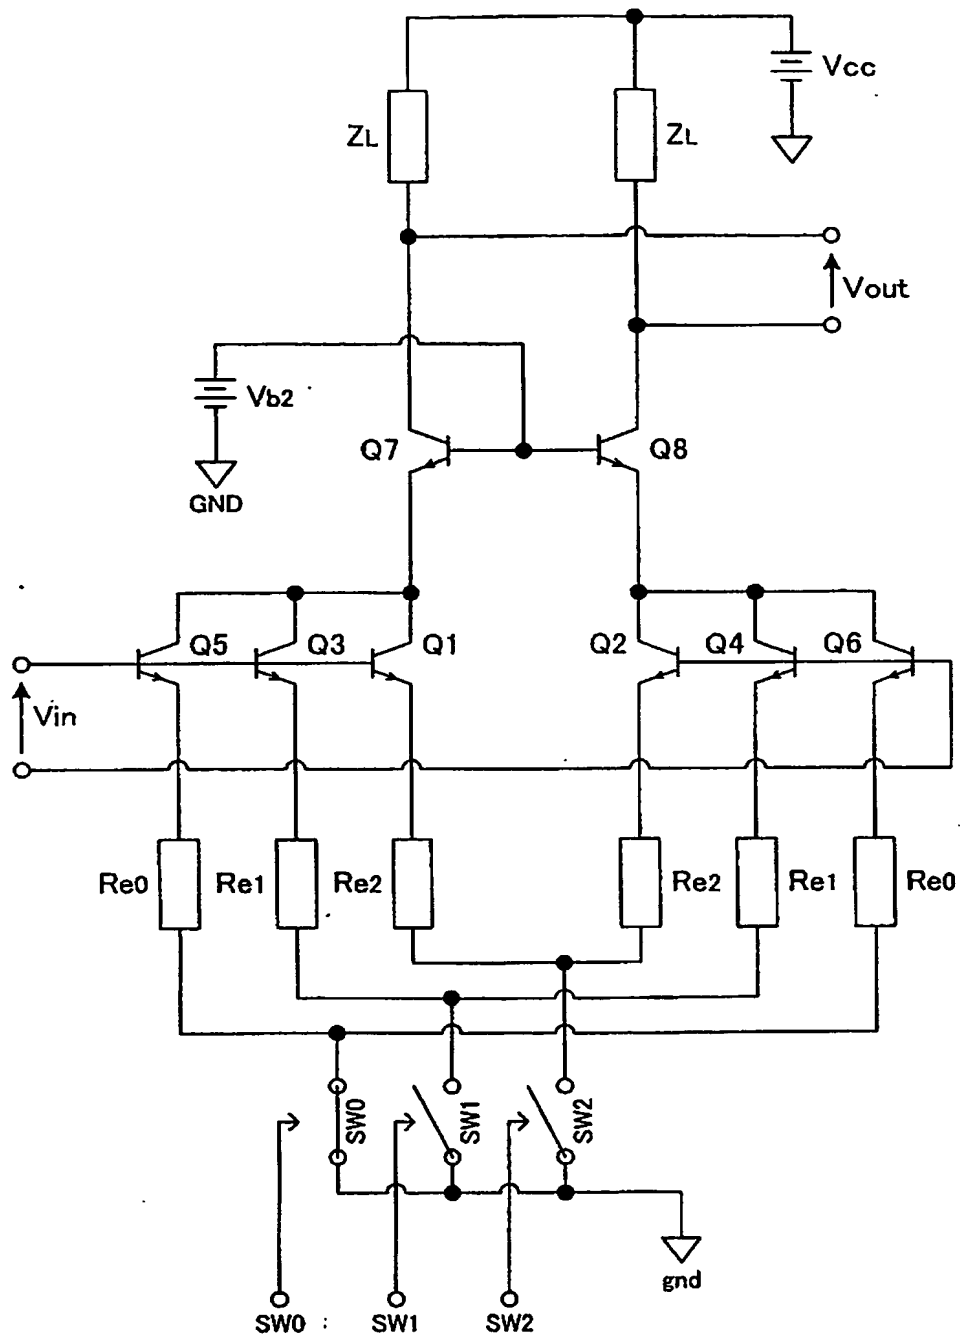 Vcc
ZL
ZL
Vout
Vb2
Q7
Q8
GND
Q5
Q3
Q1
Q2
Q4
Q6
Vin
Re0
Re1
Re2
Re2
Re1
Re0
SW0
SW1
SW2
gnd
SW0
SW1
SW2